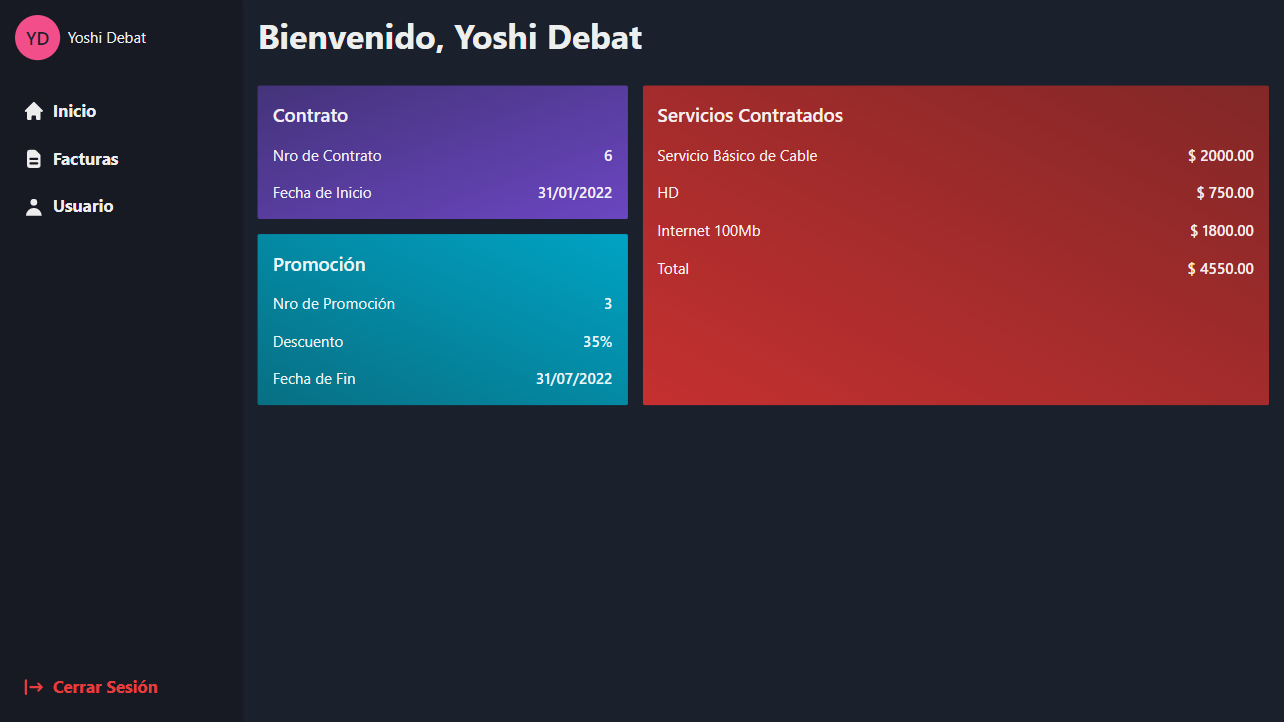 YD Yoshi Debat
Inicio
Facturas
Usuario
Cerrar Sesión
Bienvenido, Yoshi Debat
Contrato
Nro de Contrato 6
Fecha de Inicio 31/01/2022
Promoción
Nro de Promoción 3
Descuento 35%
Fecha de Fin 31/07/2022
Servicios Contratados
Servicio Básico de Cable $ 2000.00
HD $ 750.00
Internet 100Mb $ 1800.00
Total $ 4550.00